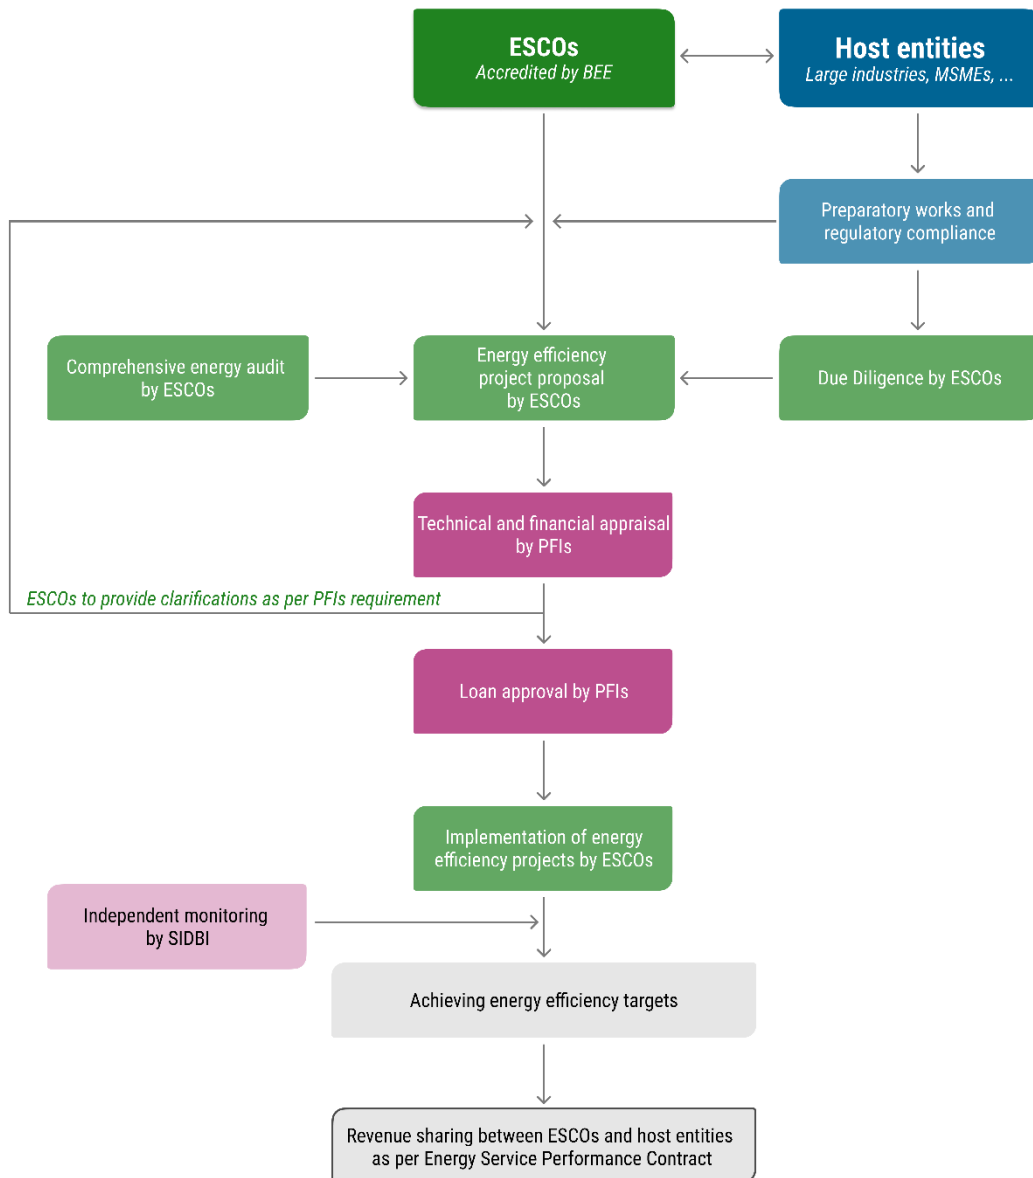 ESCOs
Accredited by BEE
Host entities
Large industries, MSMEs, ...
Preparatory works and
regulatory compliance
Comprehensive energy audit
by ESCOs
Energy efficiency
project proposal
by ESCOs
Due Diligence by ESCOs
Technical and financial appraisal
by PFIs
ESCOs to provide clarifications as per PFIs requirement
Loan approval by PFIs
Implementation of energy
efficiency projects by ESCOs
Independent monitoring
by SIDBI
Achieving energy efficiency targets
Revenue sharing between ESCOs and host entities
as per Energy Service Performance Contract